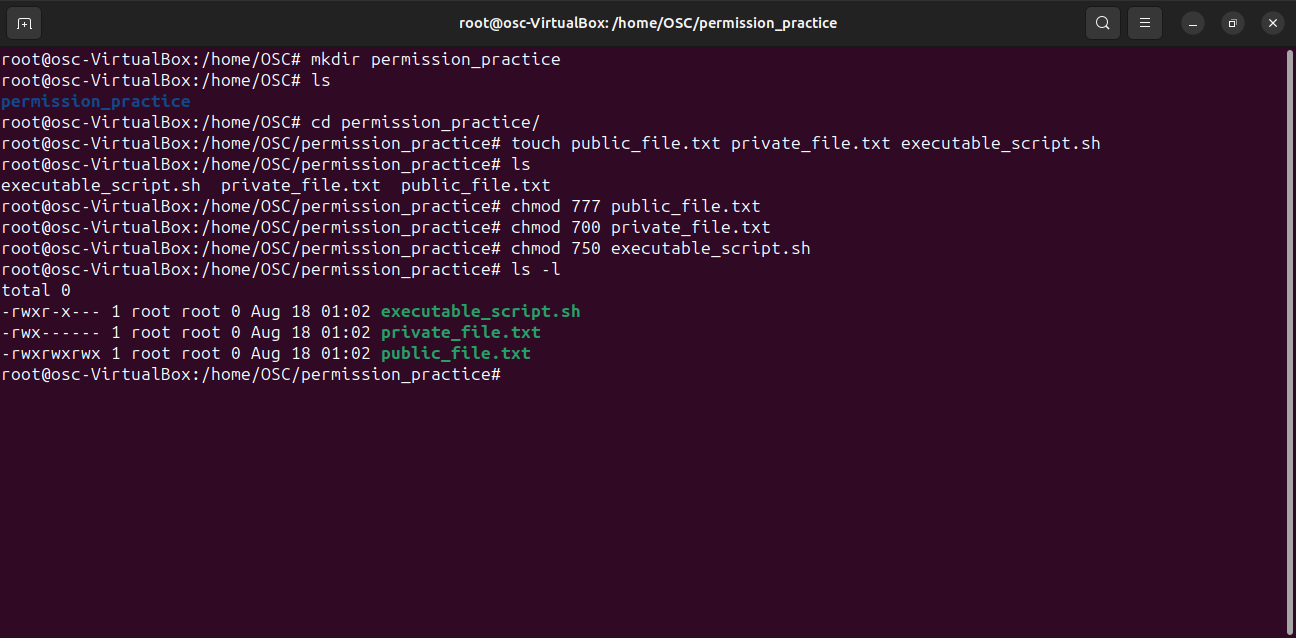 root@osc-VirtualBox: /home/OSC/permission_practice
root@osc-VirtualBox:/home/OSC# mkdir permission_practice
root@osc-VirtualBox:/home/OSC# ls
permission_practice
root@osc-VirtualBox:/home/OSC# cd permission_practice/
root@osc-VirtualBox:/home/OSC/permission_practice# touch public_file.txt private_file.txt executable_script.sh
root@osc-VirtualBox:/home/OSC/permission_practice# ls
executable_script.sh  private_file.txt  public_file.txt
root@osc-VirtualBox:/home/OSC/permission_practice# chmod 777 public_file.txt
root@osc-VirtualBox:/home/OSC/permission_practice# chmod 700 private_file.txt
root@osc-VirtualBox:/home/OSC/permission_practice# chmod 750 executable_script.sh
root@osc-VirtualBox:/home/OSC/permission_practice# ls -l
total 0
-rwxr-x--- 1 root root 0 Aug 18 01:02 executable_script.sh
-rwx------ 1 root root 0 Aug 18 01:02 private_file.txt
-rwxrwxrwx 1 root root 0 Aug 18 01:02 public_file.txt
root@osc-VirtualBox:/home/OSC/permission_practice#